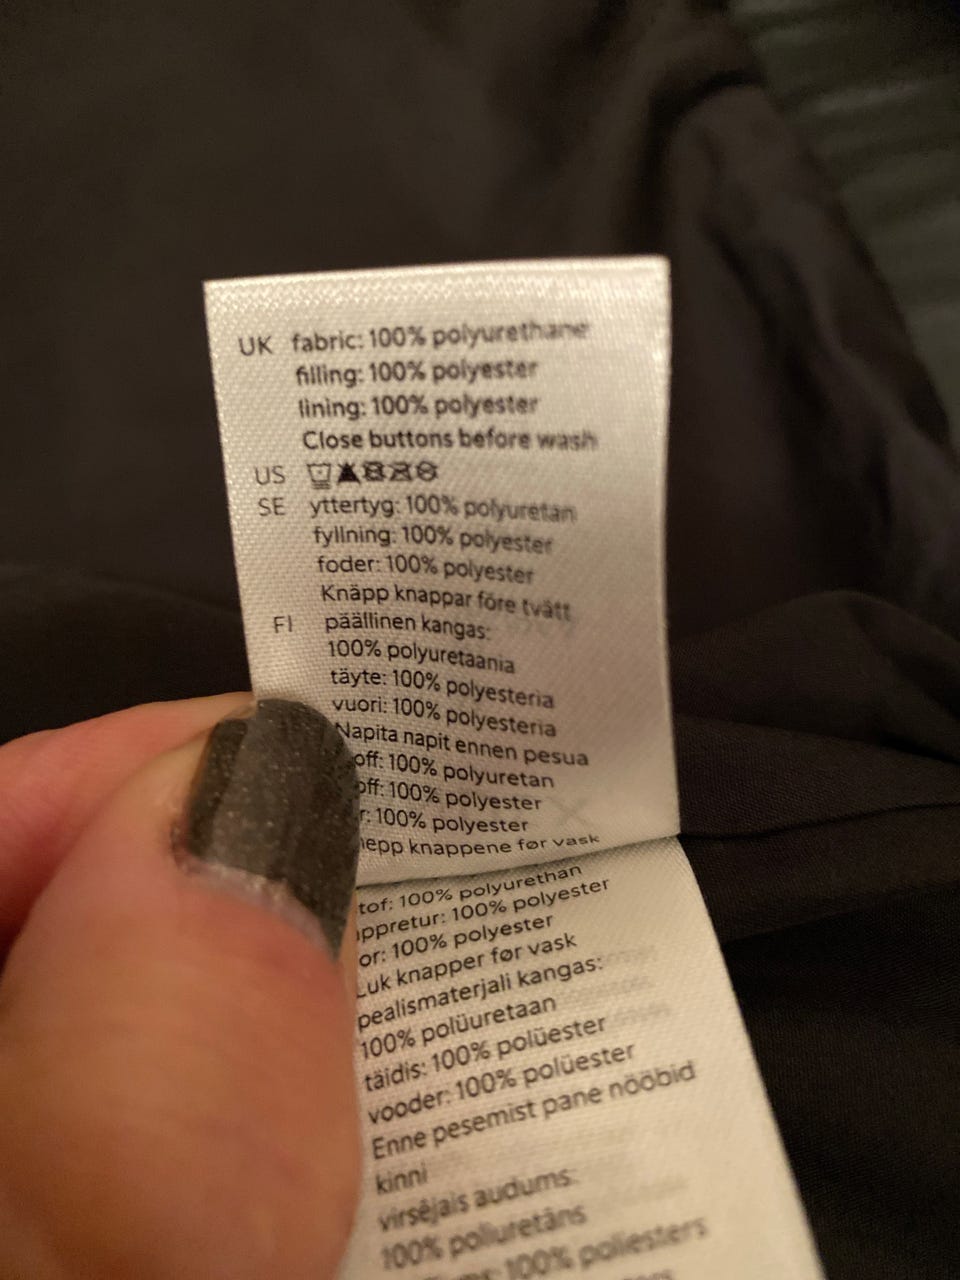 UK fabric: 100% polyurethane
filling: 100% polyester
lining: 100% polyester
Close buttons before wash
US
SE yttertyg: 100% polyuretan
fyllning: 100% polyester
foder: 100% polyester
Knäpp knappar före tvätt
FI päällinen kangas:
100% polyuretaania
täyte: 100% polyesteria
vuori: 100% polyesteria
Napita napit ennen pesua
off: 100% polyuretan
off: 100% polyester
r: 100% polyester
epp knappene før vask
tof: 100% polyurethan
ppretur: 100% polyester
or: 100% polyester
Luk knapper før vask
pealismaterjali kangas:
100% polüuretaan
täidis: 100% polüester
vooder: 100% polüester
Enne pesemist pane nööbid
kinni
virsējais audums:
100% poliuretāns
100% poliesters